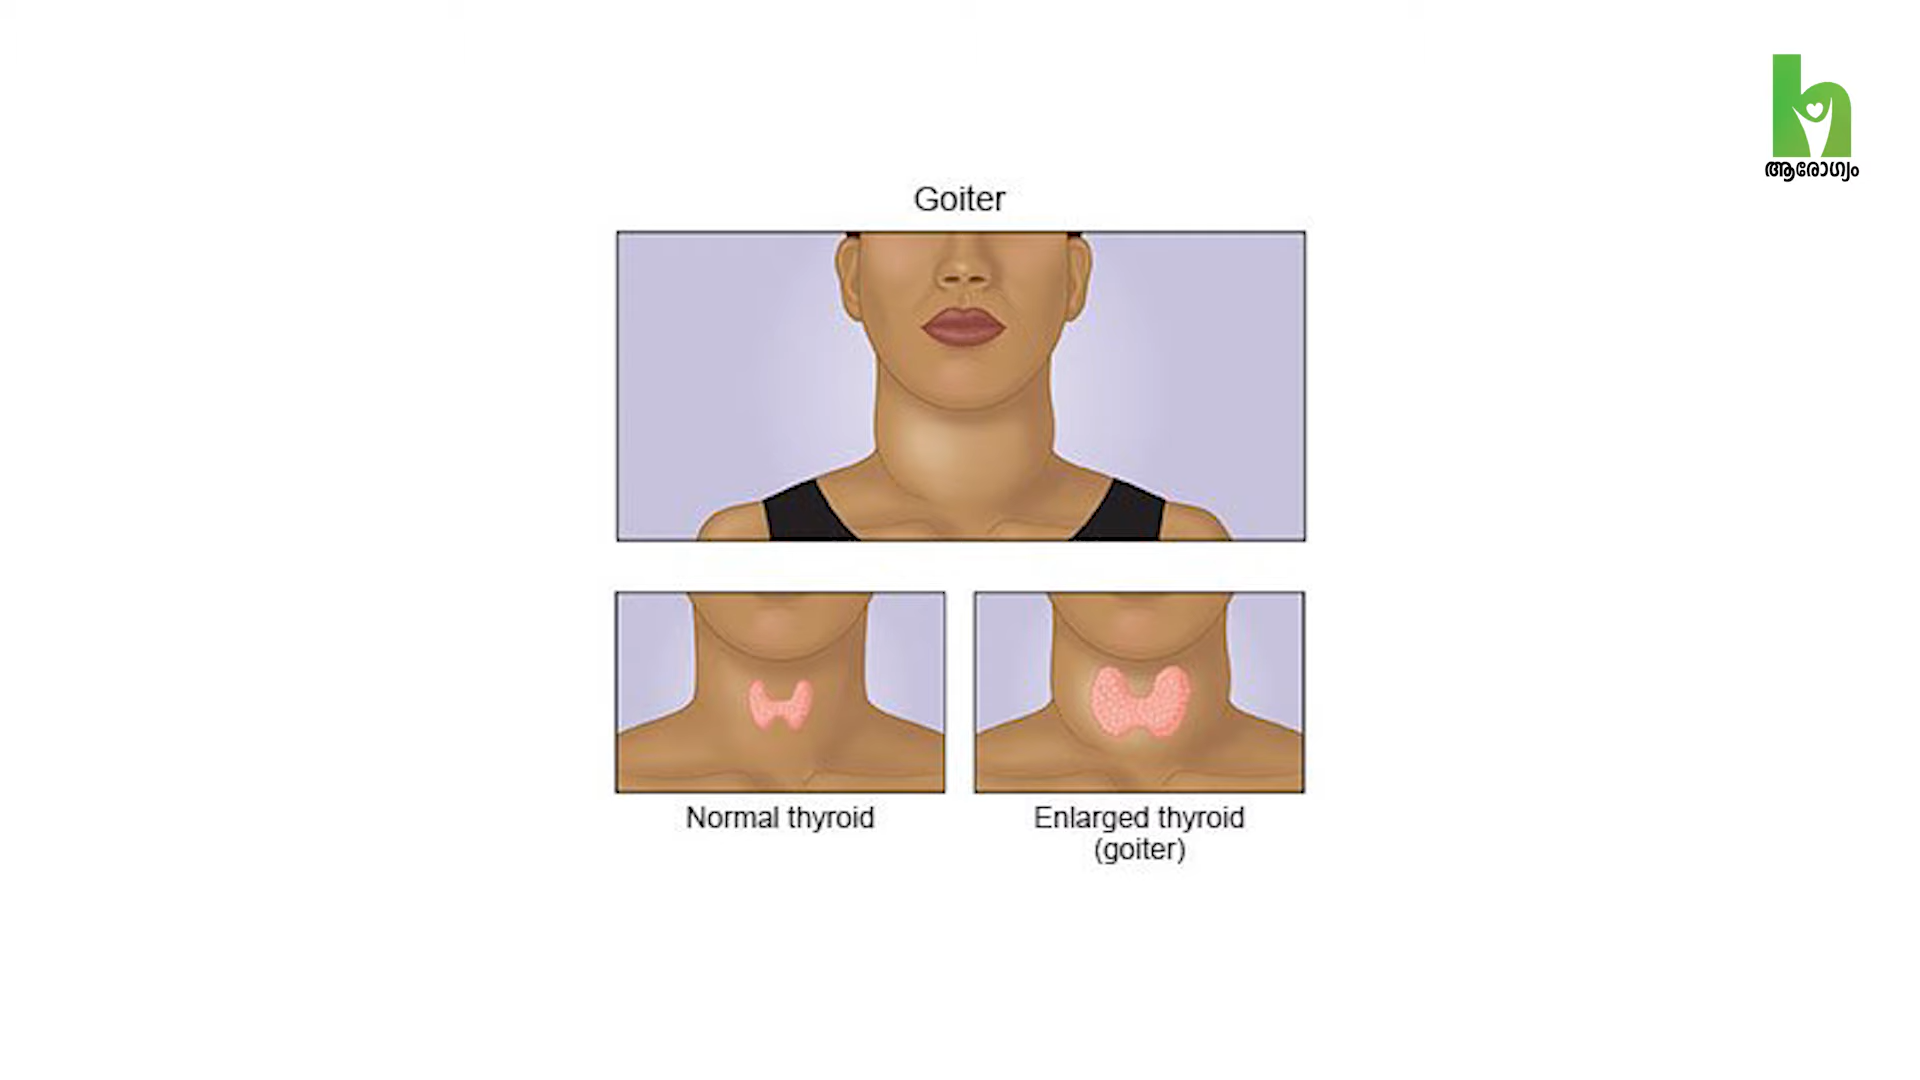 ആരോഗ്യം
Goiter
Normal thyroid
Enlarged thyroid
(goiter)